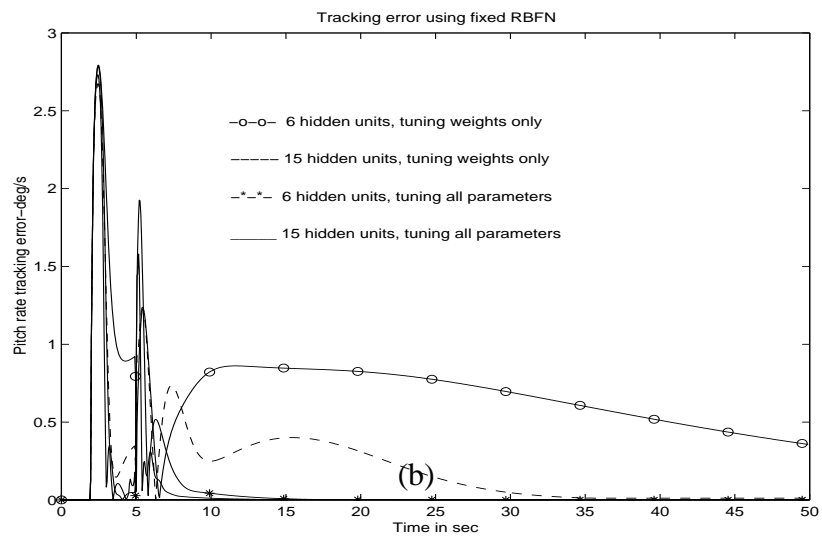 Tracking error using fixed RBFN
3
2.5
2
1.5
1
0.5
0
Pitch rate tracking error-deg/s
-o-o- 6 hidden units, tuning weights only
----- 15 hidden units, tuning weights only
-*-*- 6 hidden units, tuning all parameters
_____ 15 hidden units, tuning all parameters
(b)
0 5 10 15 20 25 30 35 40 45 50
Time in sec